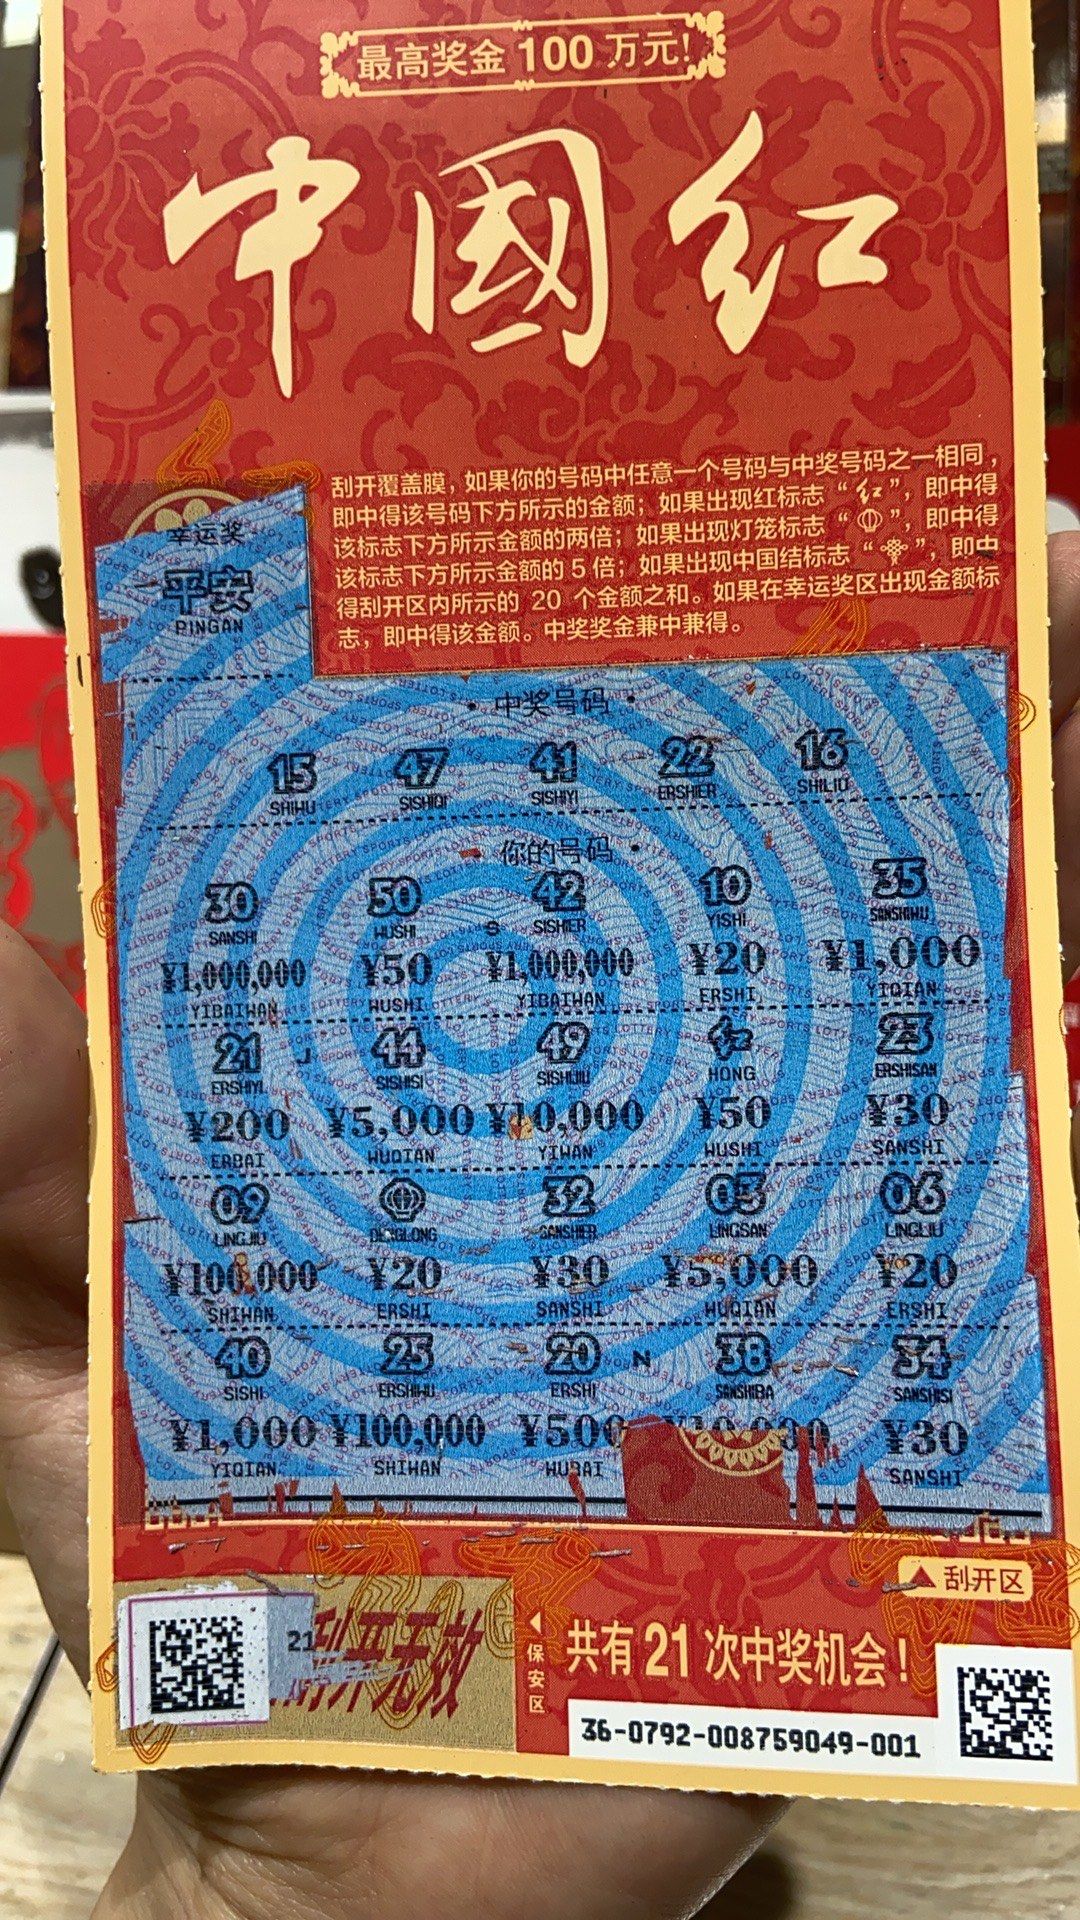 最高奖金 100 万元!
中國红
刮开覆盖膜，如果你的号码中任意一个号码与中奖号码之一相同，
即中得该号码下方所示的金额；如果出现红标志“红”，即中得
该标志下方所示金额的两倍；如果出现灯笼标志“”，即中得
该标志下方所示金额的 5 倍；如果出现中国结标志“”，即中
得刮开区内所示的 20 个金额之和。如果在幸运奖区出现金额标
志，即中得该金额。中奖奖金兼中兼得。
幸运奖
平安
PINGAN
中奖号码
15 47 41 22 16
SHIWU SISHIQI SISHIYI ERSHIER SHILIU
你的号码
30 50 42 10 35
SANSHI WUSHI S SISHIER YISHI SANSHIWU
¥1,000,000 ¥50 ¥1,000,000 ¥20 ¥1,000
YIBAIWAN WUSHI YIBAIWAN ERSHI YIQIAN
21 J 44 49 红 23
ERSHIYI SISHISI SISHIJIU HONG ERSHISAN
¥200 ¥5,000 ¥10,000 ¥50 ¥30
ERBAI WUQIAN YIWAN WUSHI SANSHI
09 32 03 06
LINGJIU DENGLONG SANSHIER LINGSAN LINGLIU
¥100,000 ¥20 ¥30 ¥5,000 ¥20
SHIWAN ERSHI SANSHI WUQIAN ERSHI
40 25 20 N 38 34
SISHI ERSHIWU ERSHI SANSHIBA SANSHISI
¥1,000 ¥100,000 ¥500 ¥10,000 ¥30
YIQIAN SHIWAN WUBAI SANSHI
刮开区
21
刮开无效
保安区
共有 21 次中奖机会！
36-0792-008759049-001